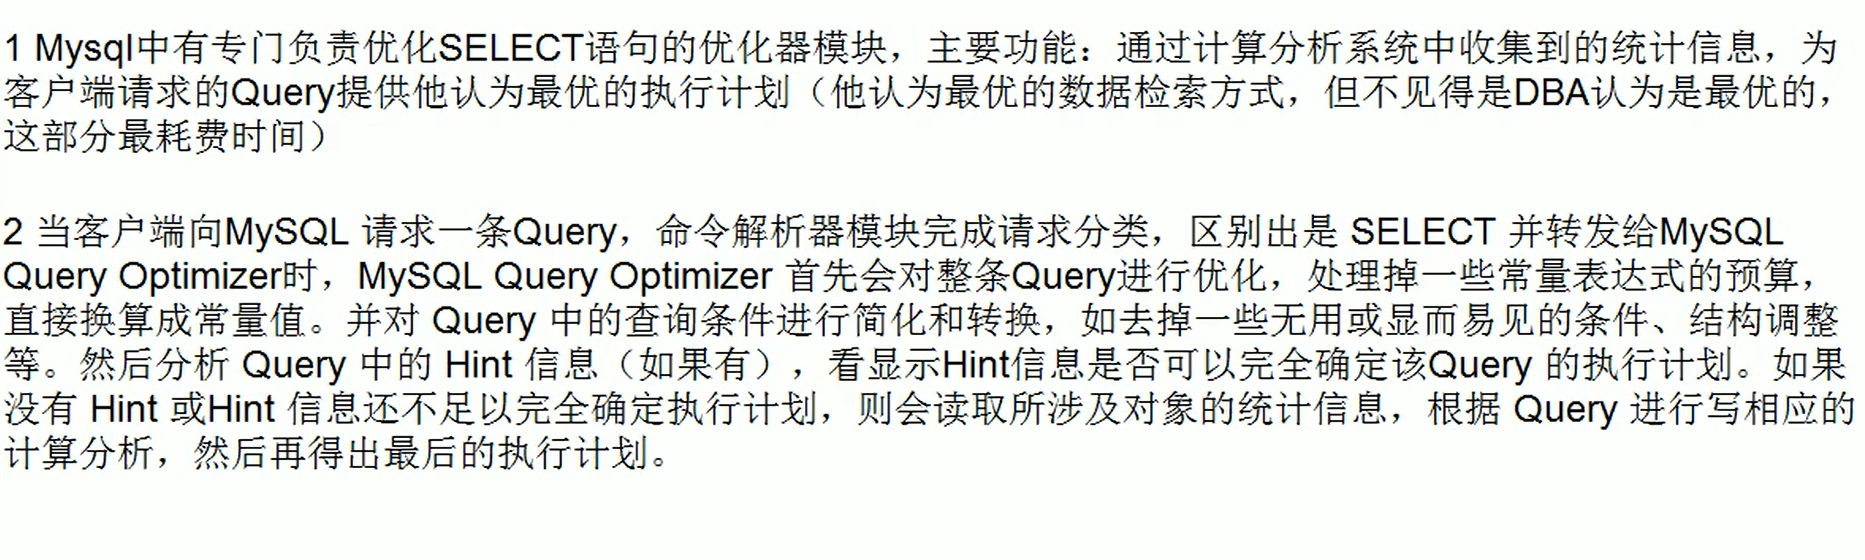 1 Mysql中有专门负责优化SELECT语句的优化器模块，主要功能：通过计算分析系统中收集到的统计信息，为
客户端请求的Query提供他认为最优的执行计划（他认为最优的数据检索方式，但不见得是DBA认为是最优的，
这部分最耗费时间）
2 当客户端向MySQL 请求一条Query，命令解析器模块完成请求分类，区别出是 SELECT 并转发给MySQL
Query Optimizer时，MySQL Query Optimizer 首先会对整条Query进行优化，处理掉一些常量表达式的预算，
直接换算成常量值。并对 Query 中的查询条件进行简化和转换，如去掉一些无用或显而易见的条件、结构调整
等。然后分析 Query 中的 Hint 信息（如果有），看显示Hint信息是否可以完全确定该Query 的执行计划。如果
没有 Hint 或Hint 信息还不足以完全确定执行计划，则会读取所涉及对象的统计信息，根据 Query 进行写相应的
计算分析，然后再得出最后的执行计划。